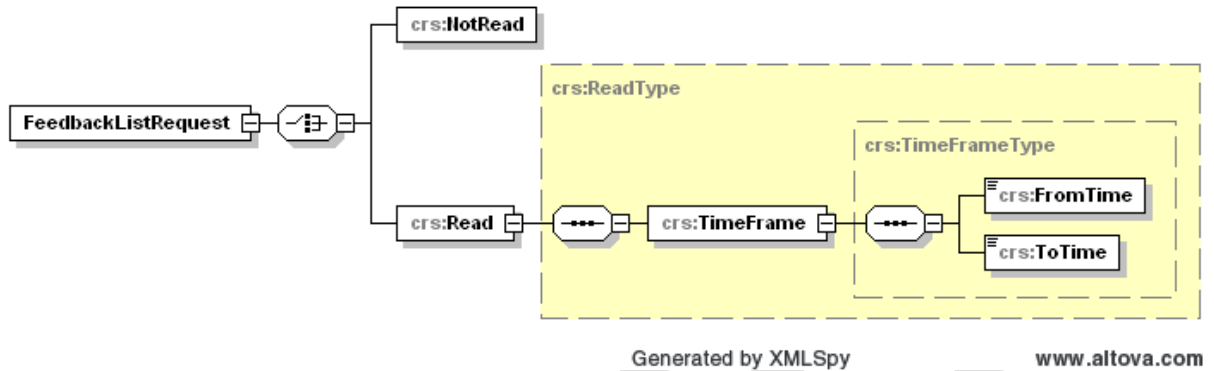 crs:NotRead
crs:ReadType
FeedbackListRequest
crs:TimeFrameType
crs:FromTime
crs:Read
crs:TimeFrame
crs:ToTime
Generated by XMLSpy
www.altova.com